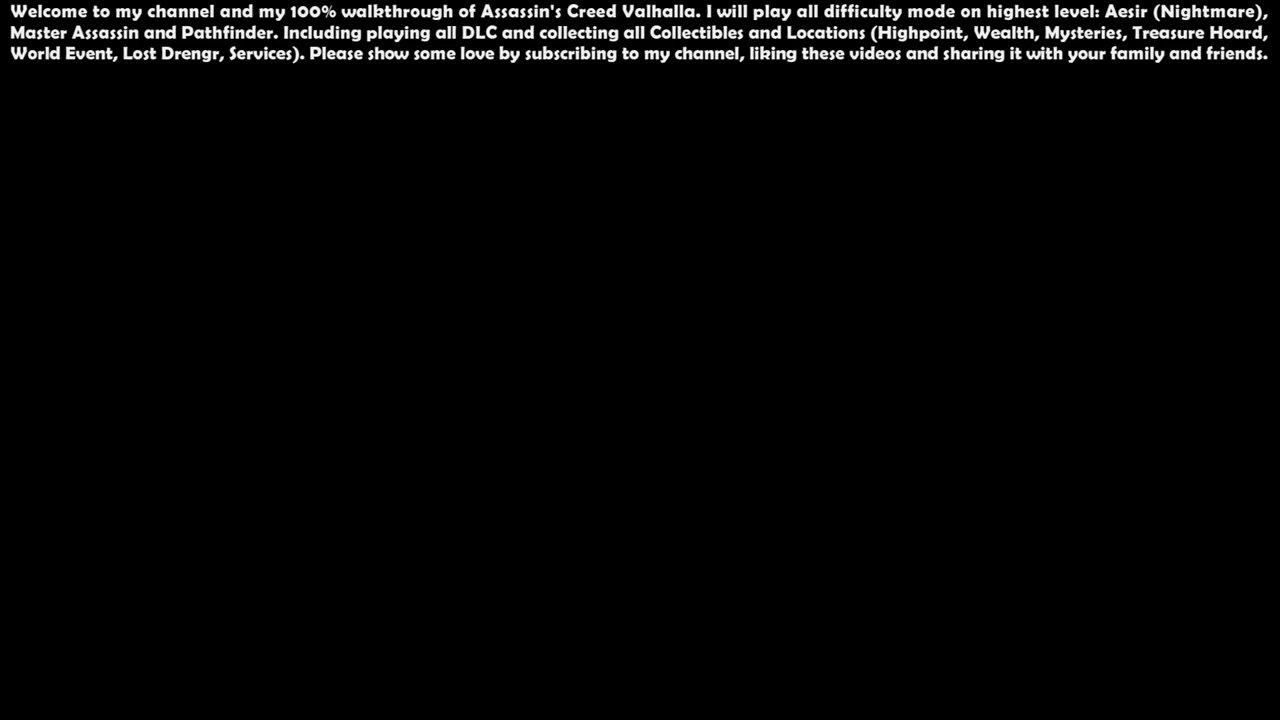 Welcome to my channel and my 100% walkthrough of Assassin's Creed Valhalla. I will play all difficulty mode on highest level: Aesir (Nightmare),
Master Assassin and Pathfinder. Including playing all DLC and collecting all Collectibles and Locations (Highpoint, Wealth, Mysteries, Treasure Hoard,
World Event, Lost Drengr, Services). Please show some love by subscribing to my channel, liking these videos and sharing it with your family and friends.